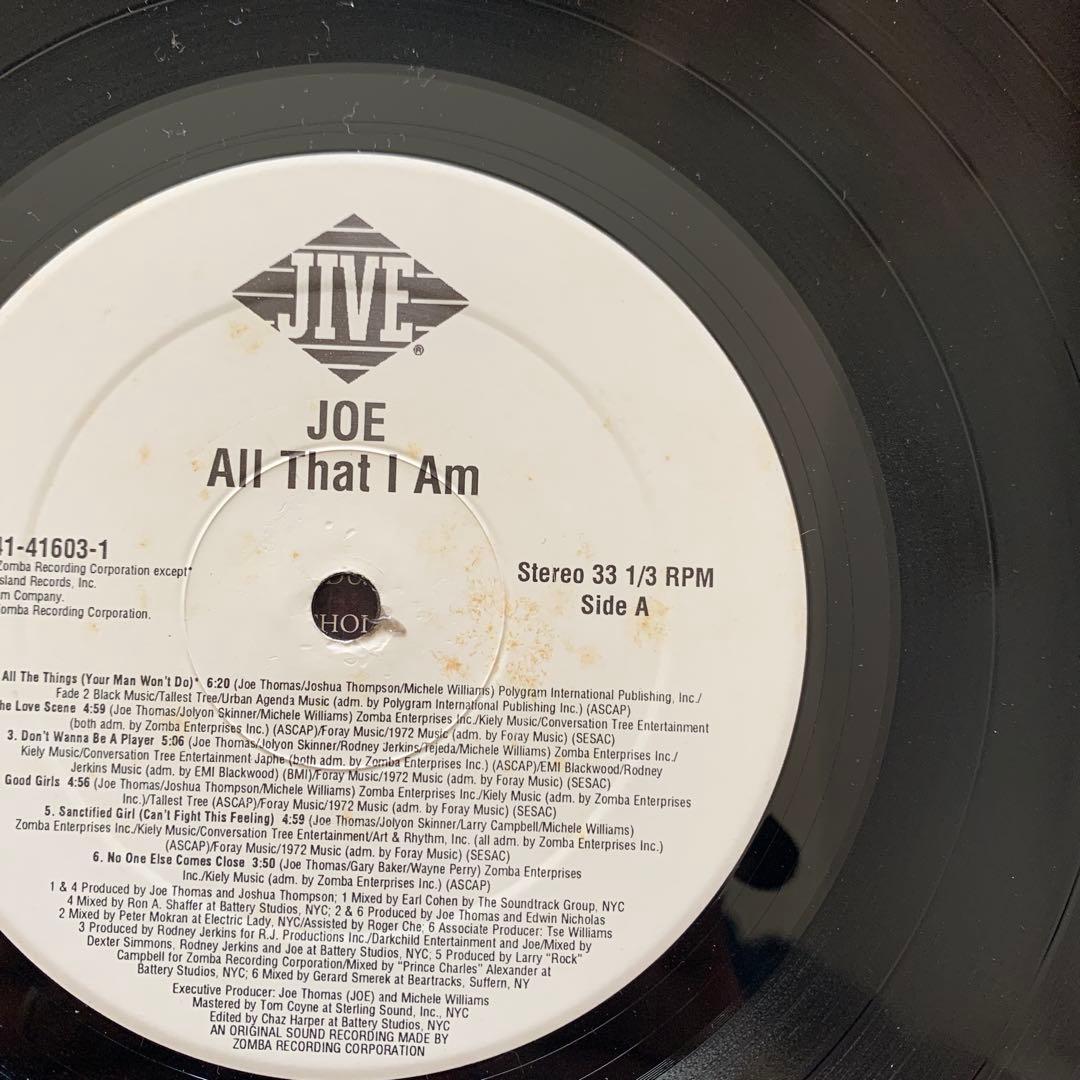 JIVE
®
JOE
All That I Am
11-41603-1
Zomba Recording Corporation except*
sland Records, Inc.
m Company.
omba Recording Corporation.
Stereo 33 1/3 RPM
Side A
HOI
All The Things (Your Man Won't Do)* 6:20 (Joe Thomas/Joshua Thompson/Michele Williams) Polygram International Publishing, Inc./
Fade 2 Black Music/Tallest Tree/Urban Agenda Music (adm. by Polygram International Publishing Inc.) (ASCAP)
he Love Scene 4:59 (Joe Thomas/Jolyon Skinner/Michele Williams) Zomba Enterprises Inc./Kiely Music/Conversation Tree Entertainment
(both adm. by Zomba Enterprises Inc.) (ASCAP)/Foray Music/1972 Music (adm. by Foray Music) (SESAC)
3. Don't Wanna Be A Player 5:06 (Joe Thomas/Jolyon Skinner/Rodney Jerkins/Tejeda/Michele Williams) Zomba Enterprises Inc./
Kiely Music/Conversation Tree Entertainment Japhe (both adm. by Zomba Enterprises Inc.) (ASCAP)/EMI Blackwood/Rodney
Jerkins Music (adm. by EMI Blackwood) (BMI)/Foray Music/1972 Music (adm. by Foray Music) (SESAC)
Good Girls 4:56 (Joe Thomas/Joshua Thompson/Michele Williams) Zomba Enterprises Inc./Kiely Music (adm. by Zomba Enterprises
Inc.)/Tallest Tree (ASCAP)/Foray Music/1972 Music (adm. by Foray Music) (SESAC)
5. Sanctified Girl (Can't Fight This Feeling) 4:59 (Joe Thomas/Jolyon Skinner/Larry Campbell/Michele Williams)
Zomba Enterprises Inc./Kiely Music/Conversation Tree Entertainment/Art & Rhythm, Inc. (all adm. by Zomba Enterprises Inc.)
(ASCAP)/Foray Music/1972 Music (adm. by Foray Music) (SESAC)
6. No One Else Comes Close 3:50 (Joe Thomas/Gary Baker/Wayne Perry) Zomba Enterprises
Inc./Kiely Music (adm. by Zomba Enterprises Inc.) (ASCAP)
1 & 4 Produced by Joe Thomas and Joshua Thompson; 1 Mixed by Earl Cohen by The Soundtrack Group, NYC
4 Mixed by Ron A. Shaffer at Battery Studios, NYC; 2 & 6 Produced by Joe Thomas and Edwin Nicholas
2 Mixed by Peter Mokran at Electric Lady, NYC/Assisted by Roger Che; 6 Associate Producer: Tse Williams
3 Produced by Rodney Jerkins for R.J. Productions Inc./Darkchild Entertainment and Joe/Mixed by
Dexter Simmons, Rodney Jerkins and Joe at Battery Studios, NYC; 5 Produced by Larry "Rock"
Campbell for Zomba Recording Corporation/Mixed by "Prince Charles" Alexander at
Battery Studios, NYC; 6 Mixed by Gerard Smerek at Beartracks, Suffern, NY
Executive Producer: Joe Thomas (JOE) and Michele Williams
Mastered by Tom Coyne at Sterling Sound, Inc., NYC
Edited by Chaz Harper at Battery Studios, NYC
AN ORIGINAL SOUND RECORDING MADE BY
ZOMBA RECORDING CORPORATION